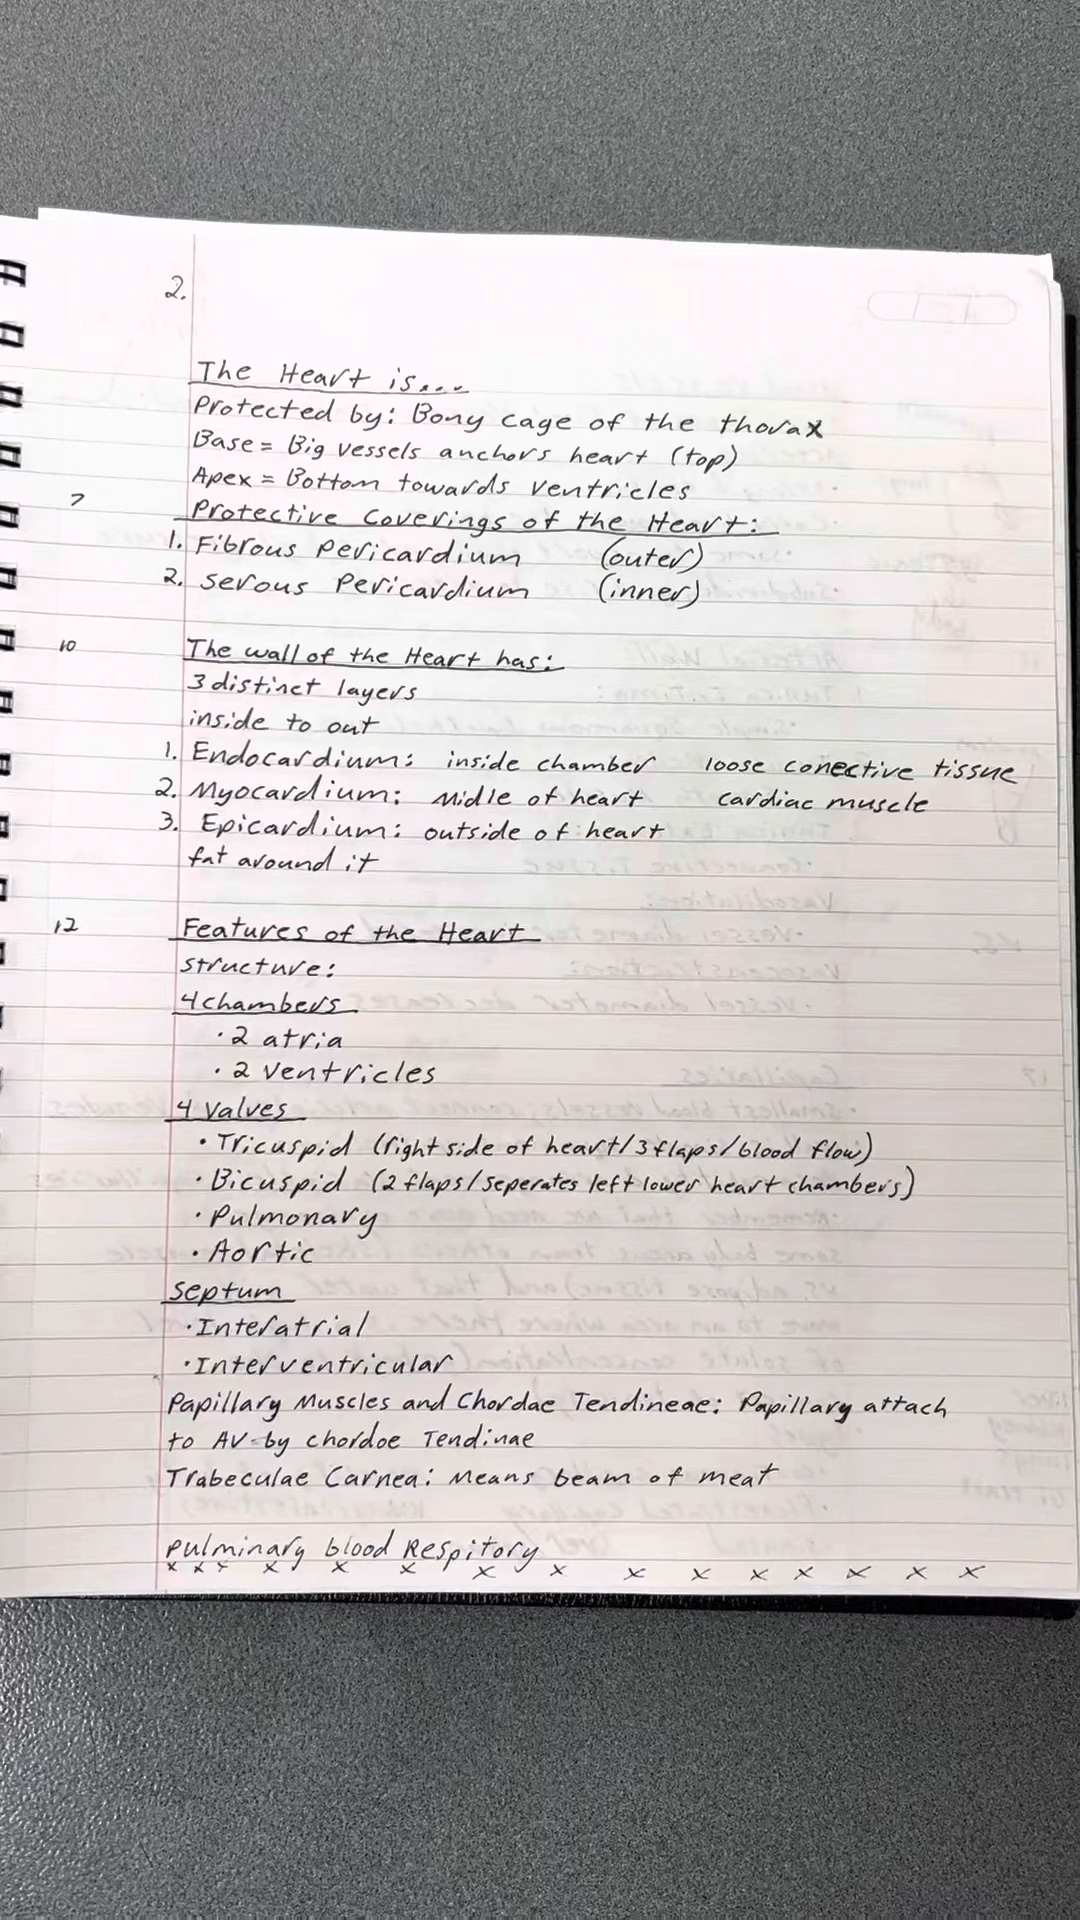 2.
The Heart is...
Protected by: Bony cage of the thorax
Base = Big vessels anchors heart (top)
Apex = Bottom towards ventricles
7
Protective Coverings of the Heart:
1. Fibrous Pericardium (outer)
2. Serous Pericardium (inner)
10 The wall of the Heart has:
3 distinct layers
inside to out
1. Endocardium: inside chamber loose conective tissue
2. Myocardium: Midle of heart cardiac muscle
3. Epicardium: outside of heart
fat around it
12 Features of the Heart
structure:
4 chambers
• 2 atria
• 2 ventricles
4 valves
• Tricuspid (right side of heart/3 flaps/blood flow)
• Bicuspid (2 flaps/seperates left lower heart chambers)
• Pulmonary
• Aortic
Septum
• Interatrial
• Interventricular
Papillary Muscles and Chordae Tendineae: Papillary attach
to AV-by chordoe Tendinae
Trabeculae Carnea: Means beam of meat
Pulminary blood Respitory
x x x x x x x x x x x x x x x